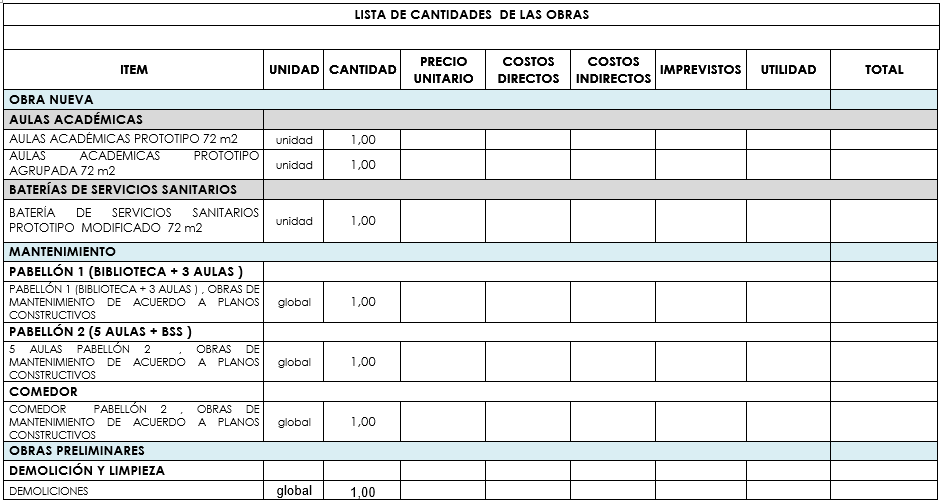 LISTA DE CANTIDADES DE LAS OBRAS
ITEM UNIDAD CANTIDAD PRECIO UNITARIO COSTOS DIRECTOS COSTOS INDIRECTOS IMPREVISTOS UTILIDAD TOTAL
OBRA NUEVA
AULAS ACADÉMICAS
AULAS ACADÉMICAS PROTOTIPO 72 m2 unidad 1,00
AULAS ACADEMICAS PROTOTIPO
AGRUPADA 72 m2 unidad 1,00
BATERÍAS DE SERVICIOS SANITARIOS
BATERÍA DE SERVICIOS SANITARIOS
PROTOTIPO MODIFICADO 72 m2 unidad 1,00
MANTENIMIENTO
PABELLÓN 1 (BIBLIOTECA + 3 AULAS )
PABELLÓN 1 (BIBLIOTECA + 3 AULAS ) , OBRAS DE
MANTENIMIENTO DE ACUERDO A PLANOS global 1,00
CONSTRUCTIVOS
PABELLÓN 2 (5 AULAS + BSS )
5 AULAS PABELLÓN 2 , OBRAS DE
MANTENIMIENTO DE ACUERDO A PLANOS global 1,00
CONSTRUCTIVOS
COMEDOR
COMEDOR PABELLÓN 2 , OBRAS DE
MANTENIMIENTO DE ACUERDO A PLANOS global 1,00
CONSTRUCTIVOS
OBRAS PRELIMINARES
DEMOLICIÓN Y LIMPIEZA
DEMOLICIONES global 1,00